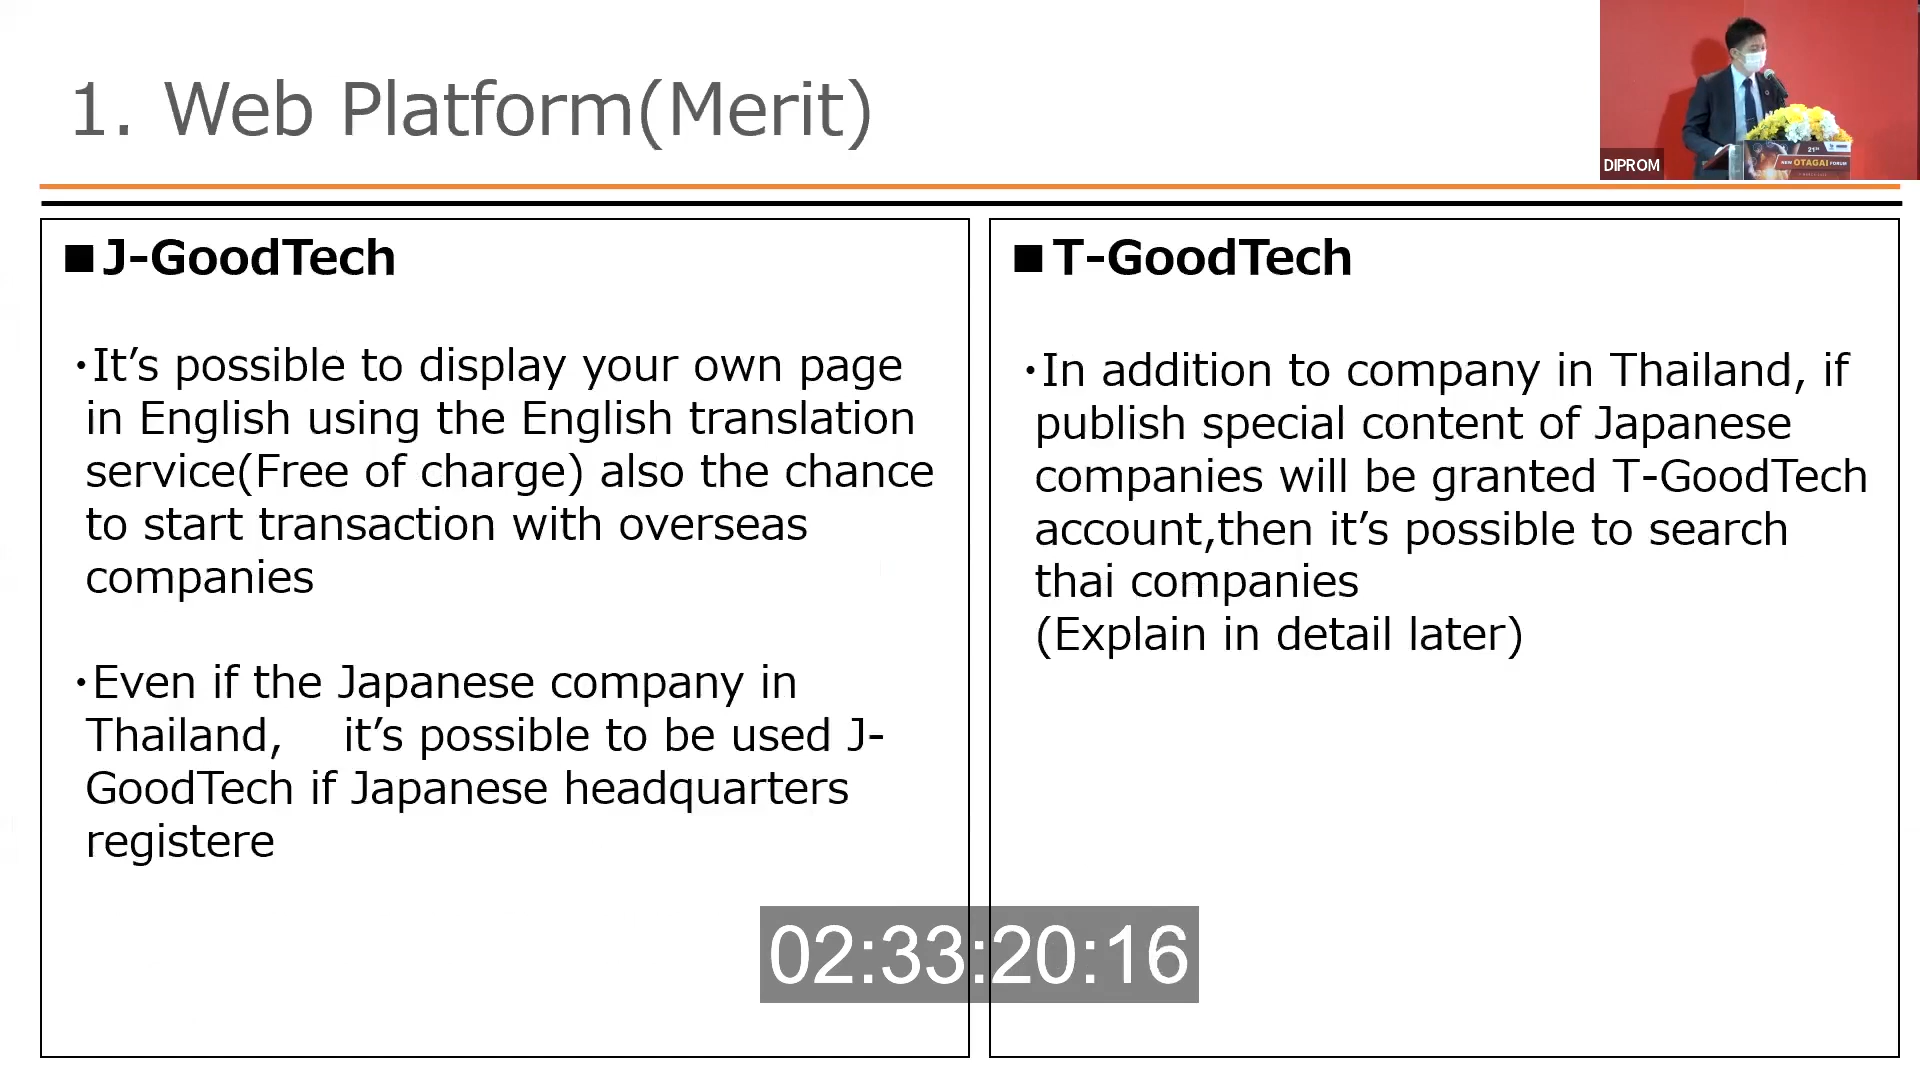 1. Web Platform(Merit)
DIPROM
21st
NEW OTAGAI FORUM
■J-GoodTech
・It’s possible to display your own page
in English using the English translation
service(Free of charge) also the chance
to start transaction with overseas
companies
・Even if the Japanese company in
Thailand,　it’s possible to be used J-
GoodTech if Japanese headquarters
registere
■T-GoodTech
・In addition to company in Thailand, if
publish special content of Japanese
companies will be granted T-GoodTech
account,then it’s possible to search
thai companies
(Explain in detail later)
02:33:20:16